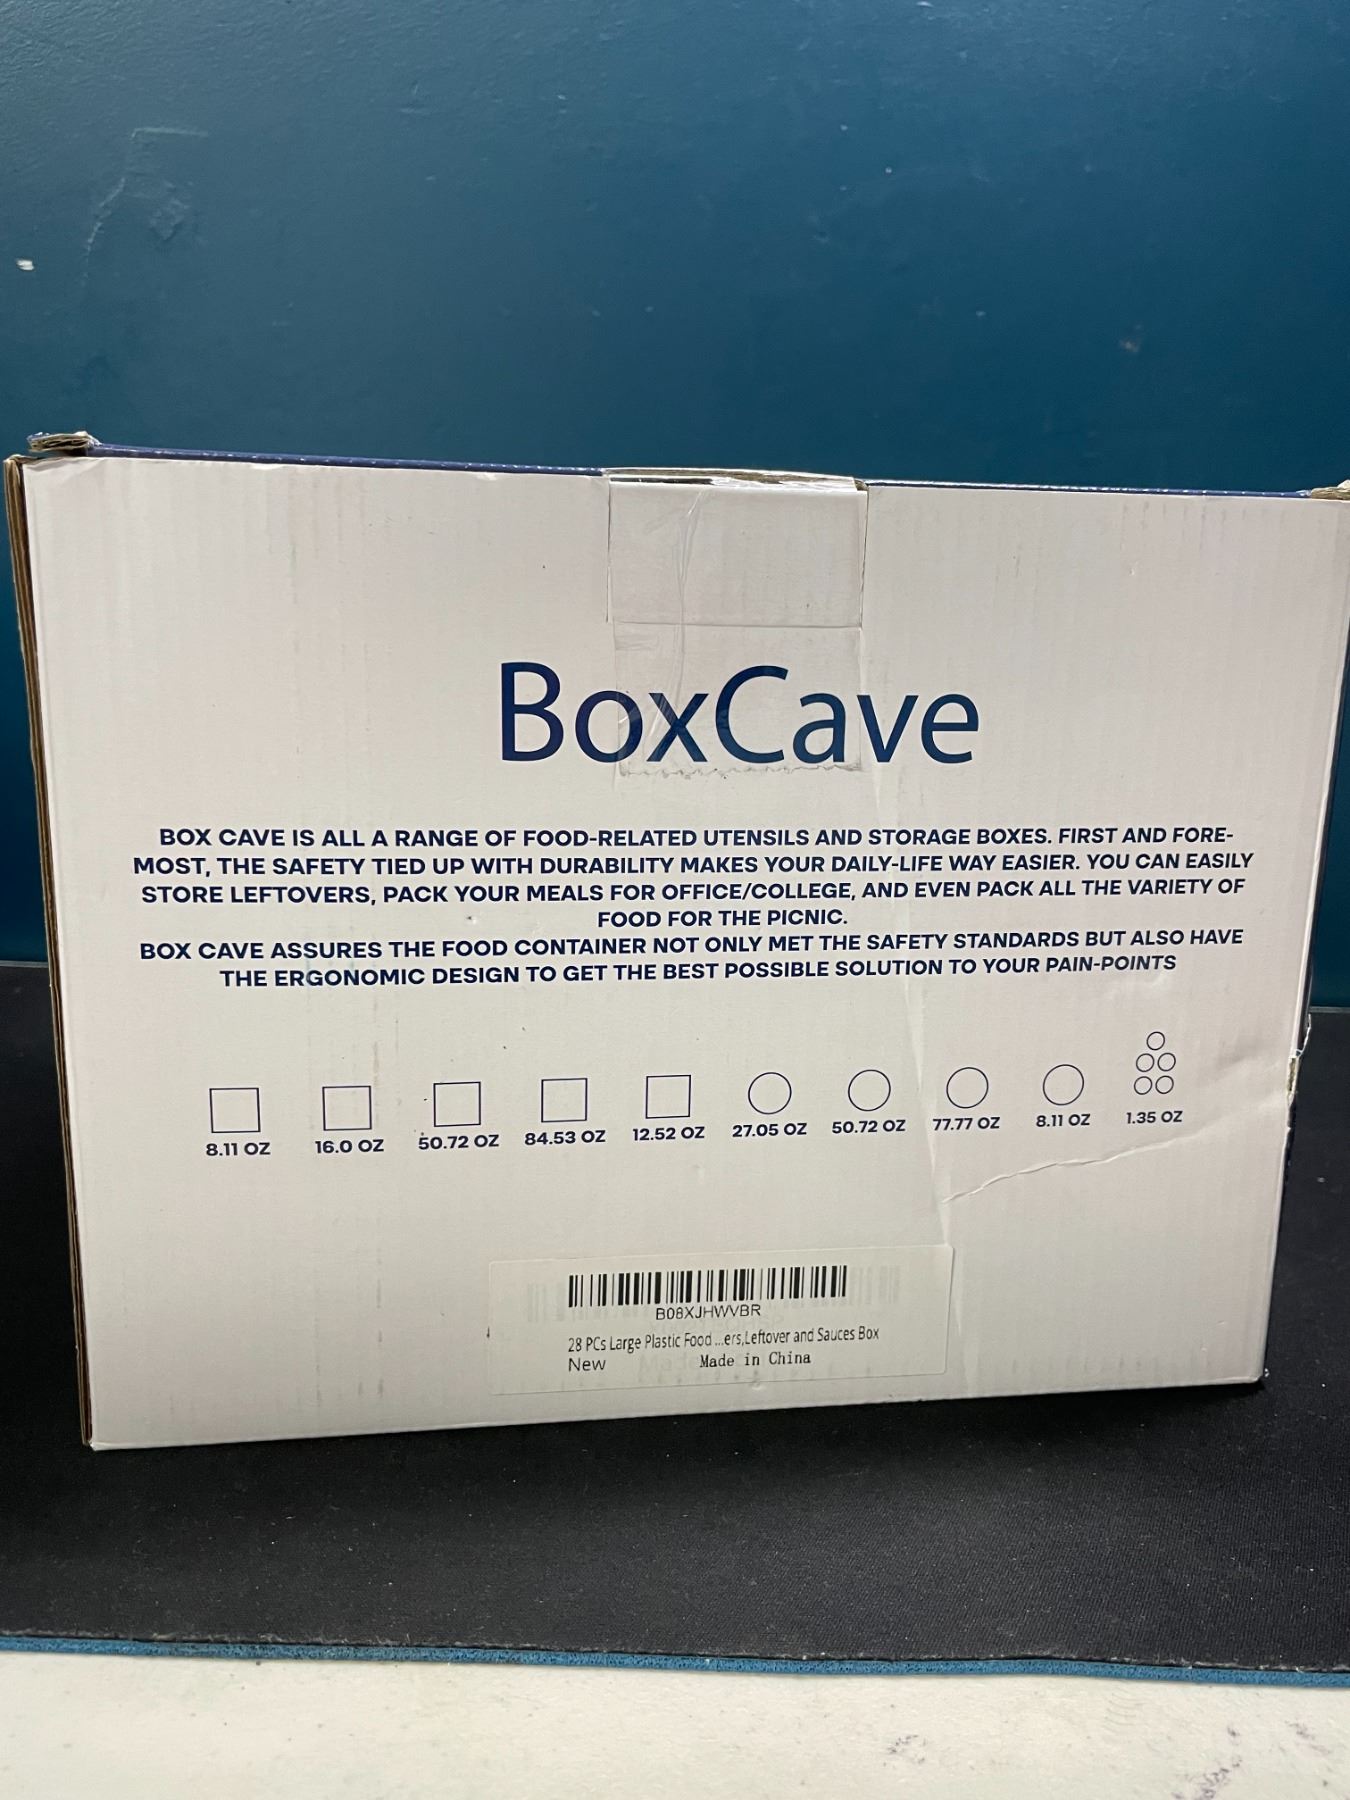 BoxCave
BOX CAVE IS ALL A RANGE OF FOOD-RELATED UTENSILS AND STORAGE BOXES. FIRST AND FORE-
MOST, THE SAFETY TIED UP WITH DURABILITY MAKES YOUR DAILY-LIFE WAY EASIER. YOU CAN EASILY
STORE LEFTOVERS, PACK YOUR MEALS FOR OFFICE/COLLEGE, AND EVEN PACK ALL THE VARIETY OF
FOOD FOR THE PICNIC.
BOX CAVE ASSURES THE FOOD CONTAINER NOT ONLY MET THE SAFETY STANDARDS BUT ALSO HAVE
THE ERGONOMIC DESIGN TO GET THE BEST POSSIBLE SOLUTION TO YOUR PAIN-POINTS
8.11 OZ 16.0 OZ 50.72 OZ 84.53 OZ 12.52 OZ 27.05 OZ 50.72 OZ 77.77 OZ 8.11 OZ 1.35 OZ
B08XJHWVBR
28 PCs Large Plastic Food ...ers,Leftover and Sauces Box
New Made in China